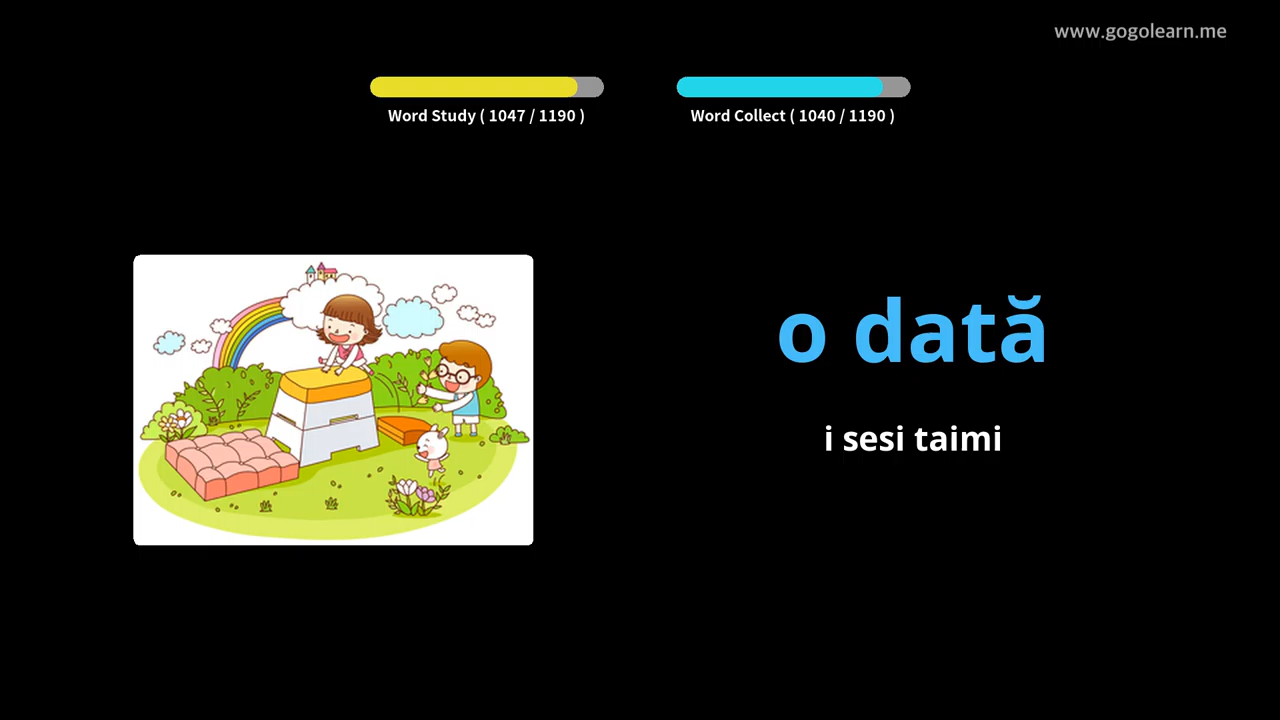 www.gogolearn.me
Word Study ( 1047 / 1190 )
Word Collect ( 1040 / 1190 )
o dată
i sesi taimi